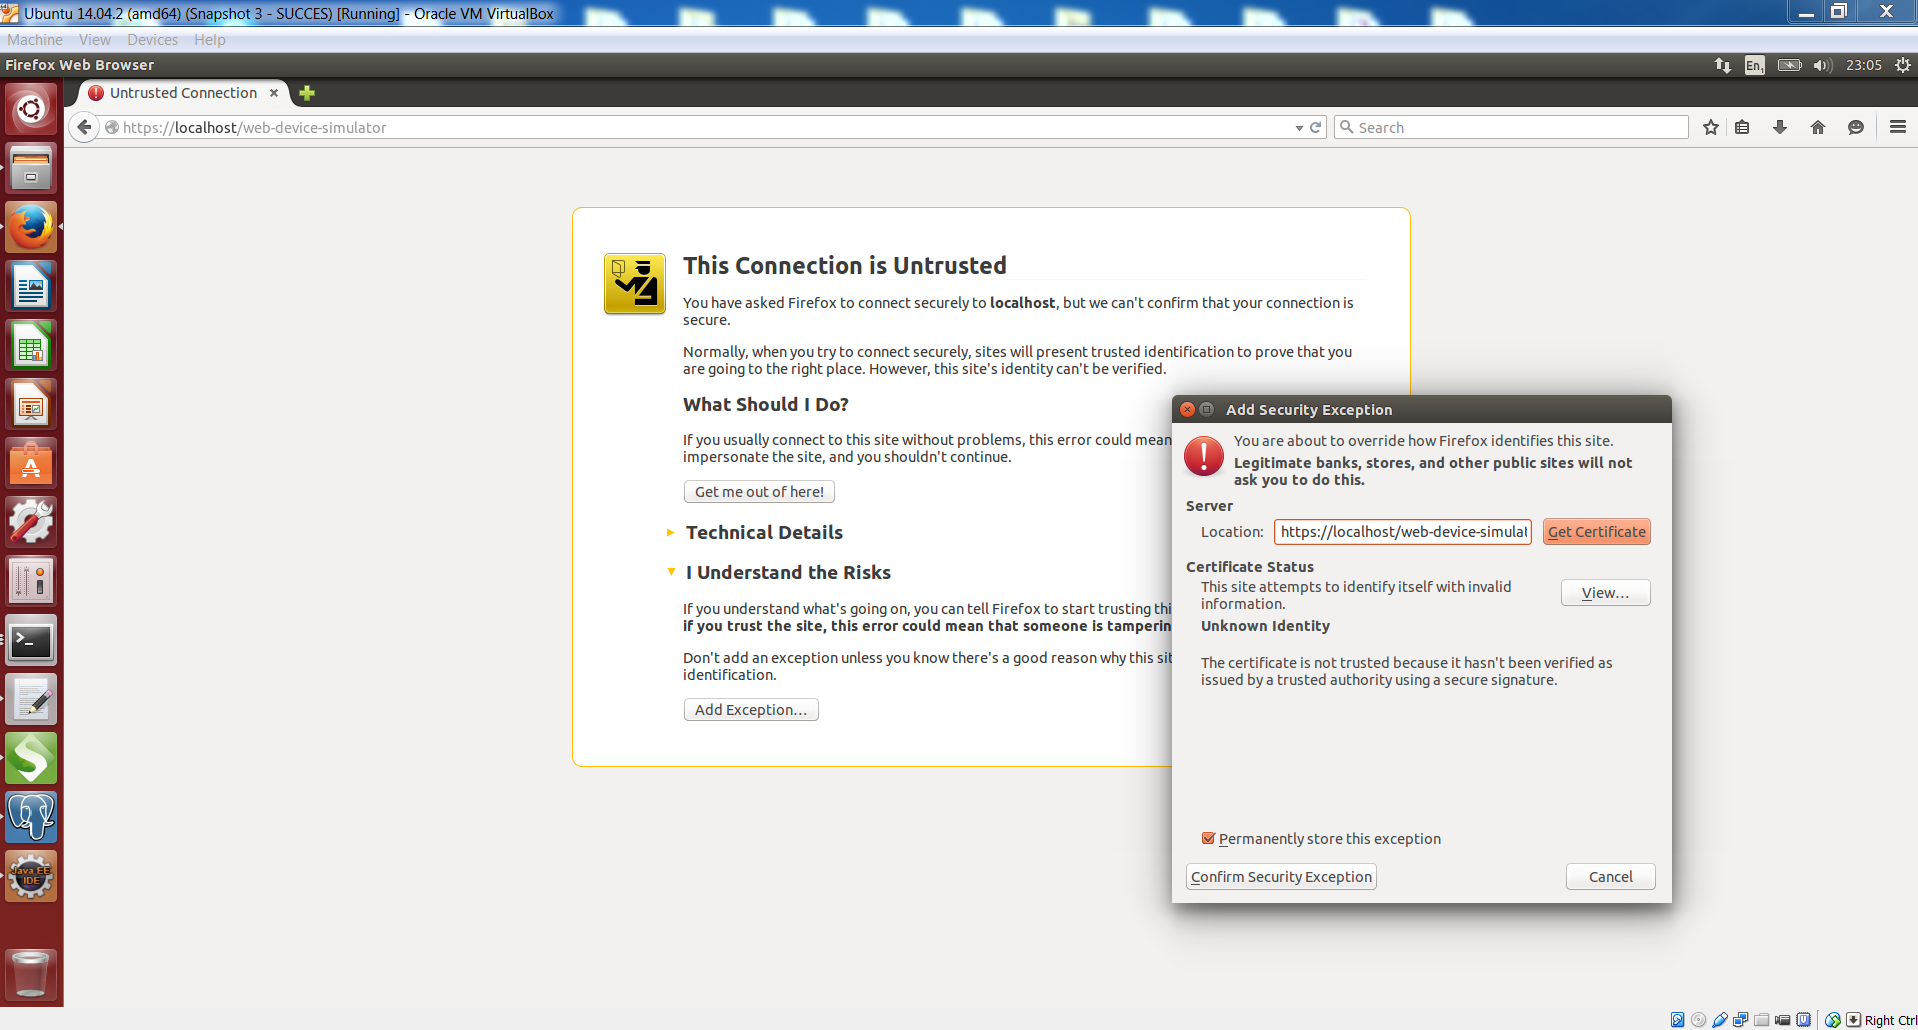 Ubuntu 14.04.2 (amd64) (Snapshot 3 - SUCCES) [Running] - Oracle VM VirtualBox
Machine View Devices Help
Firefox Web Browser
En1
23:05
Untrusted Connection
https://localhost/web-device-simulator
Search
This Connection is Untrusted
You have asked Firefox to connect securely to localhost, but we can't confirm that your connection is
secure.
Normally, when you try to connect securely, sites will present trusted identification to prove that you
are going to the right place. However, this site's identity can't be verified.
What Should I Do?
If you usually connect to this site without problems, this error could mean
impersonate the site, and you shouldn't continue.
Get me out of here!
Technical Details
I Understand the Risks
If you understand what's going on, you can tell Firefox to start trusting thi
if you trust the site, this error could mean that someone is tamperin
Don't add an exception unless you know there's a good reason why this sit
identification.
Add Exception...
Add Security Exception
You are about to override how Firefox identifies this site.
Legitimate banks, stores, and other public sites will not
ask you to do this.
Server
Location: https://localhost/web-device-simulat Get Certificate
Certificate Status
This site attempts to identify itself with invalid
information.
View...
Unknown Identity
The certificate is not trusted because it hasn't been verified as
issued by a trusted authority using a secure signature.
Permanently store this exception
Confirm Security Exception
Cancel
Java EE
IDE
Right Ctrl